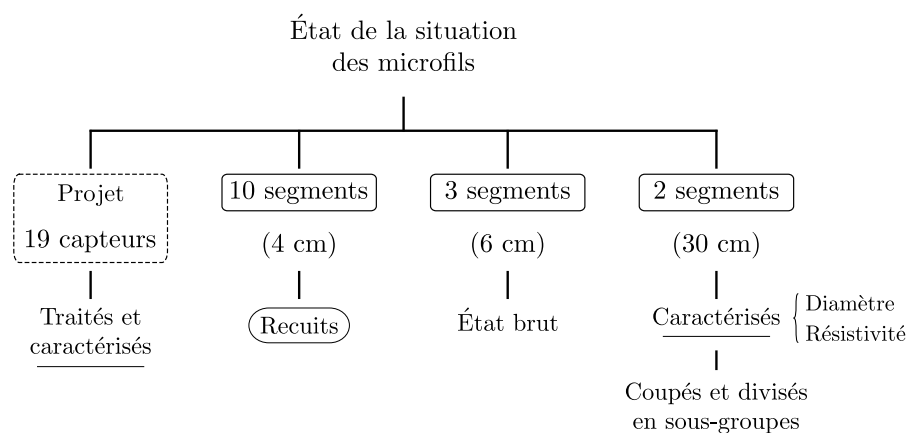 État de la situation
des microfils
Projet
19 capteurs
Traités et
caractérisés
10 segments
(4 cm)
Recuits
3 segments
(6 cm)
État brut
2 segments
(30 cm)
Caractérisés
Diamètre
Résistivité
Coupés et divisés
en sous-groupes